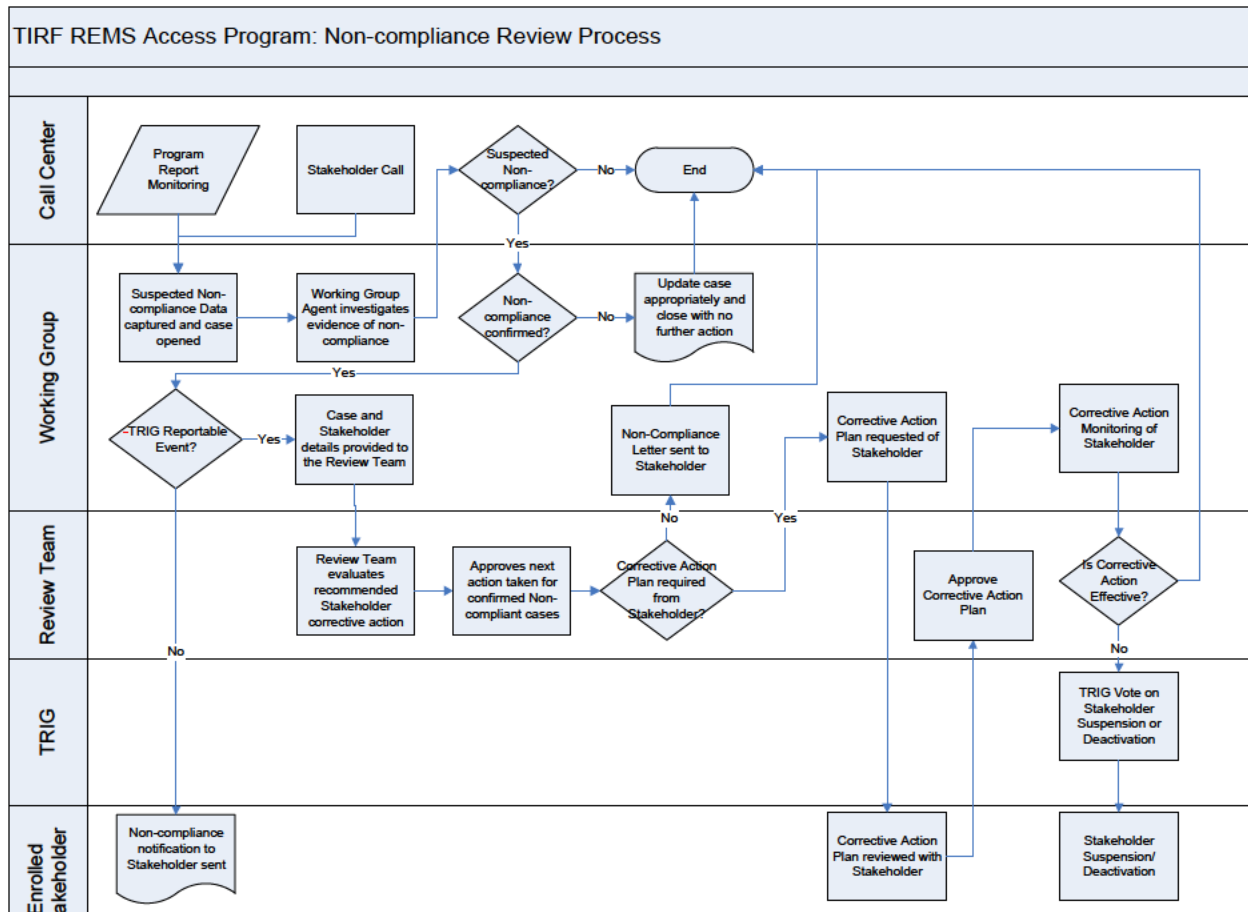 TIRF REMS Access Program: Non-compliance Review Process
Call Center
Program
Report
Monitoring
Stakeholder Call
Suspected
Non-
compliance?
No
End
Yes
Working Group
Suspected Non-
compliance Data
captured and case
opened
Working Group
Agent investigates
evidence of non-
compliance
Non-
compliance
confirmed?
No
Update case
appropriately and
close with no
further action
Yes
-TRIG Reportable
Event?
Yes
Case and
Stakeholder
details provided to
the Review Team
Non-Compliance
Letter sent to
Stakeholder
Corrective Action
Plan requested of
Stakeholder
Corrective Action
Monitoring of
Stakeholder
No
Yes
Review Team
Review Team
evaluates
recommended
Stakeholder
corrective action
Approves next
action taken for
confirmed Non-
compliant cases
Corrective Action
Plan required
from
Stakeholder?
Approve
Corrective Action
Plan
Is Corrective
Action
Effective?
No
No
TRIG
TRIG Vote on
Stakeholder
Suspension or
Deactivation
Enrolled
akeholder
Non-compliance
notification to
Stakeholder sent
Corrective Action
Plan reviewed with
Stakeholder
Stakeholder
Suspension/
Deactivation